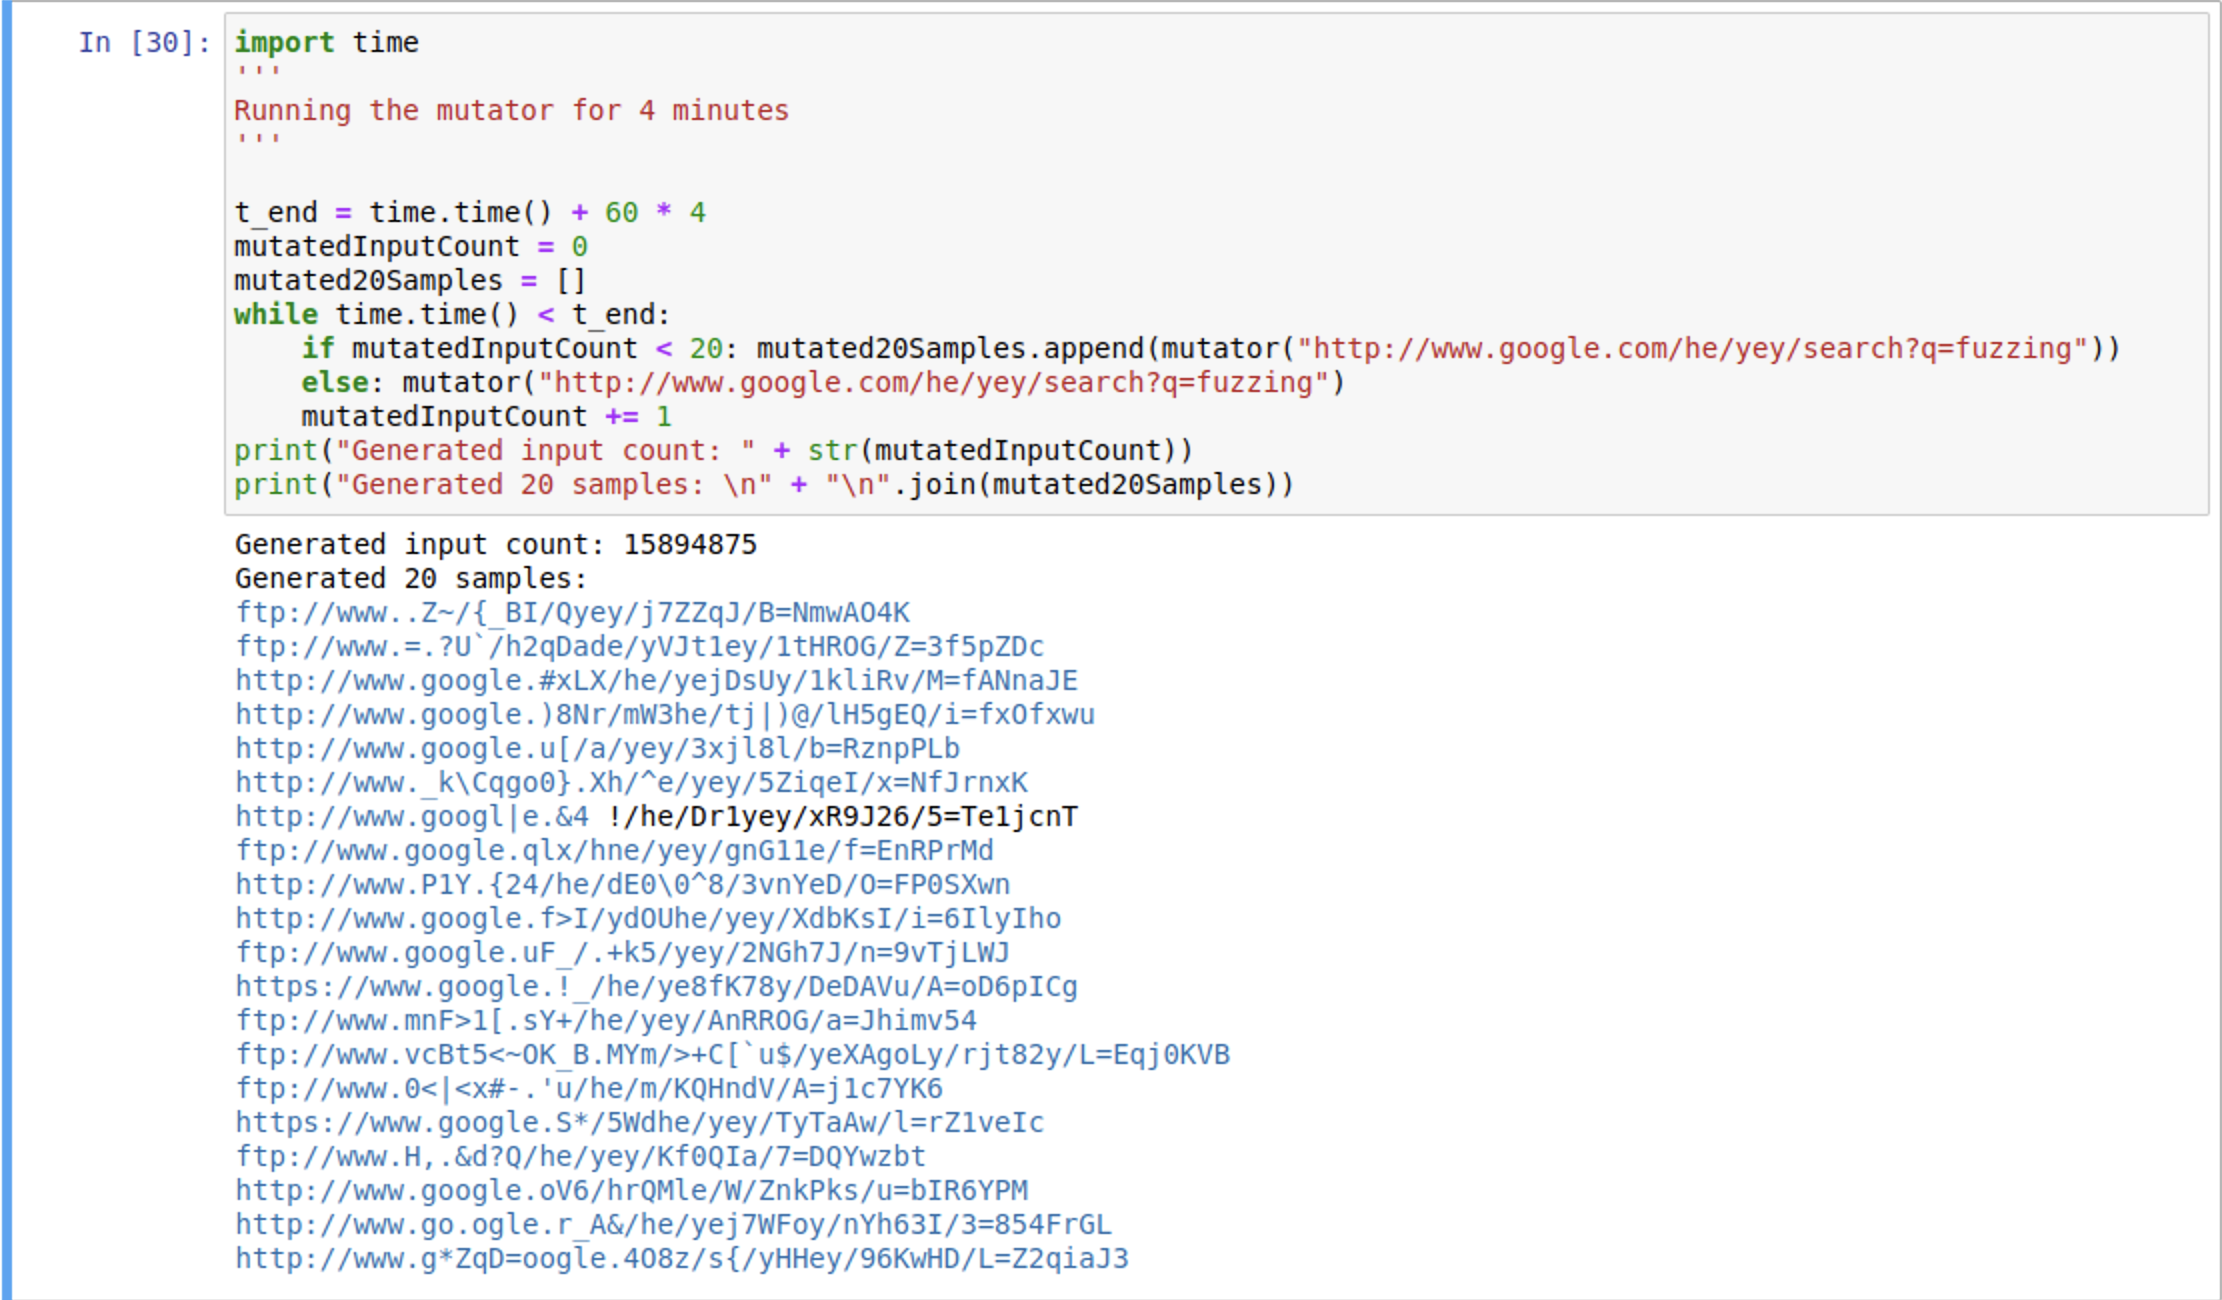 In [30]: import time
'''
Running the mutator for 4 minutes
'''
t_end = time.time() + 60 * 4
mutatedInputCount = 0
mutated20Samples = []
while time.time() < t_end:
    if mutatedInputCount < 20: mutated20Samples.append(mutator("http://www.google.com/he/yey/search?q=fuzzing"))
    else: mutator("http://www.google.com/he/yey/search?q=fuzzing")
    mutatedInputCount += 1
print("Generated input count: " + str(mutatedInputCount))
print("Generated 20 samples: \n" + "\n".join(mutated20Samples))
Generated input count: 15894875
Generated 20 samples:
ftp://www..Z~/{_BI/Qyey/j7ZZqJ/B=NmwAO4K
ftp://www.=.?U`/h2qDade/yVJt1ey/1tHROG/Z=3f5pZDc
http://www.google.#xLX/he/yejDsUy/1kliRv/M=fANnaJE
http://www.google.)8Nr/mW3he/tj|)@/lH5gEQ/i=fxOfxwu
http://www.google.u[/a/yey/3xjl8l/b=RznpPLb
http://www._k\Cqgo0}.Xh/^e/yey/5ZiqeI/x=NfJrnxK
http://www.googl|e.&4 !/he/Dr1yey/xR9J26/5=Te1jcnT
ftp://www.google.qlx/hne/yey/gnG11e/f=EnRPrMd
http://www.P1Y.{24/he/dE0\0^8/3vnYeD/O=FP0SXwn
http://www.google.f>I/ydOUhe/yey/XdbKsI/i=6IlyIho
ftp://www.google.uF_/.+k5/yey/2NGh7J/n=9vTjLWJ
https://www.google.!_/he/ye8fK78y/DeDAVu/A=oD6pICg
ftp://www.mnF>1[.sY+/he/yey/AnRROG/a=Jhimv54
ftp://www.vcBt5<~OK_B.MYm/>+C[`u$/yeXAgoLy/rjt82y/L=Eqj0KVB
ftp://www.0<|<x#-.'u/he/m/KQHndV/A=j1c7YK6
https://www.google.S*/5Wdhe/yey/TyTaAw/l=rZ1veIc
ftp://www.H,.&d?Q/he/yey/Kf0QIa/7=DQYwzbt
http://www.google.oV6/hrQMle/W/ZnkPks/u=bIR6YPM
http://www.go.ogle.r_A&/he/yej7WFoy/nYh63I/3=854FrGL
http://www.g*ZqD=oogle.4O8z/s{/yHHey/96KwHD/L=Z2qiaJ3